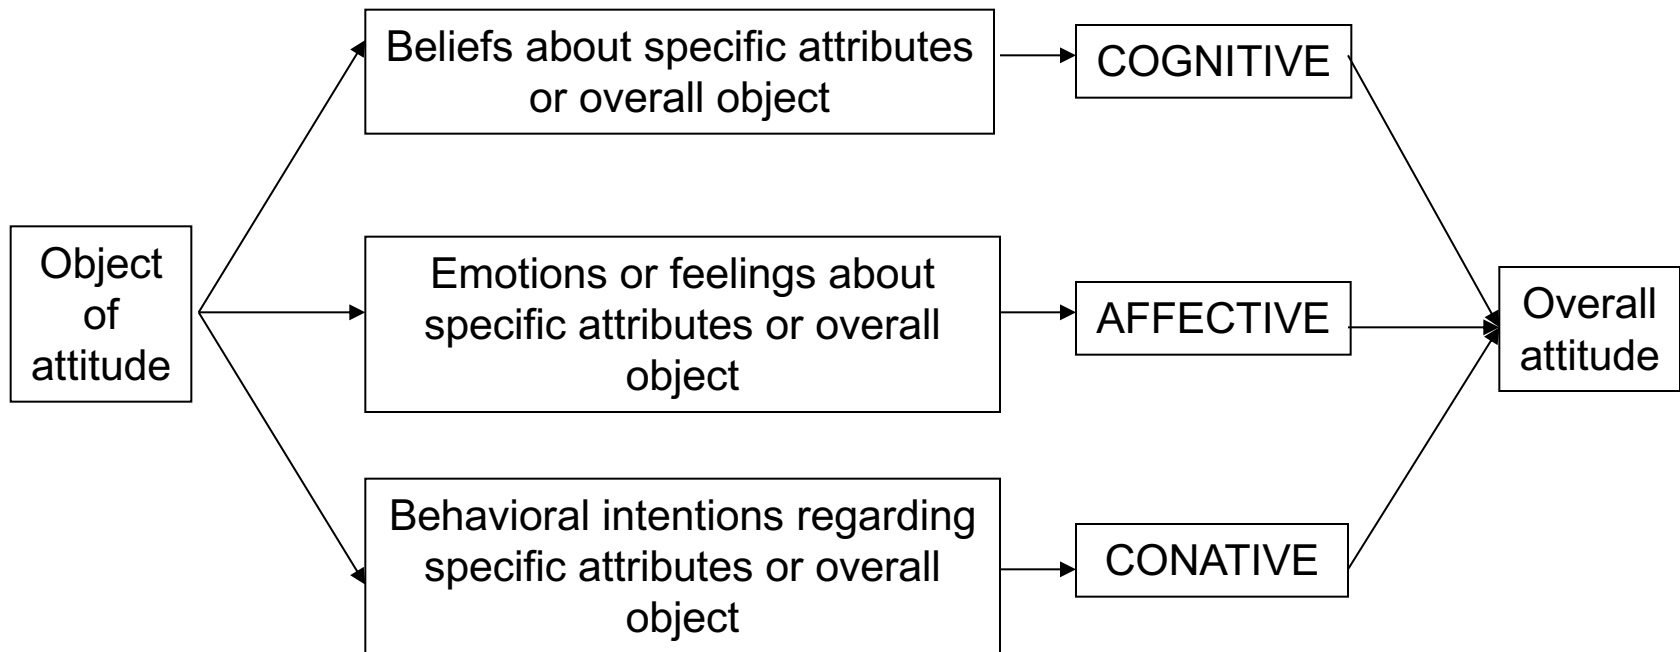 Beliefs about specific attributes
or overall object
COGNITIVE
Object
of
attitude
Emotions or feelings about
specific attributes or overall
object
AFFECTIVE
Overall
attitude
Behavioral intentions regarding
specific attributes or overall
object
CONATIVE